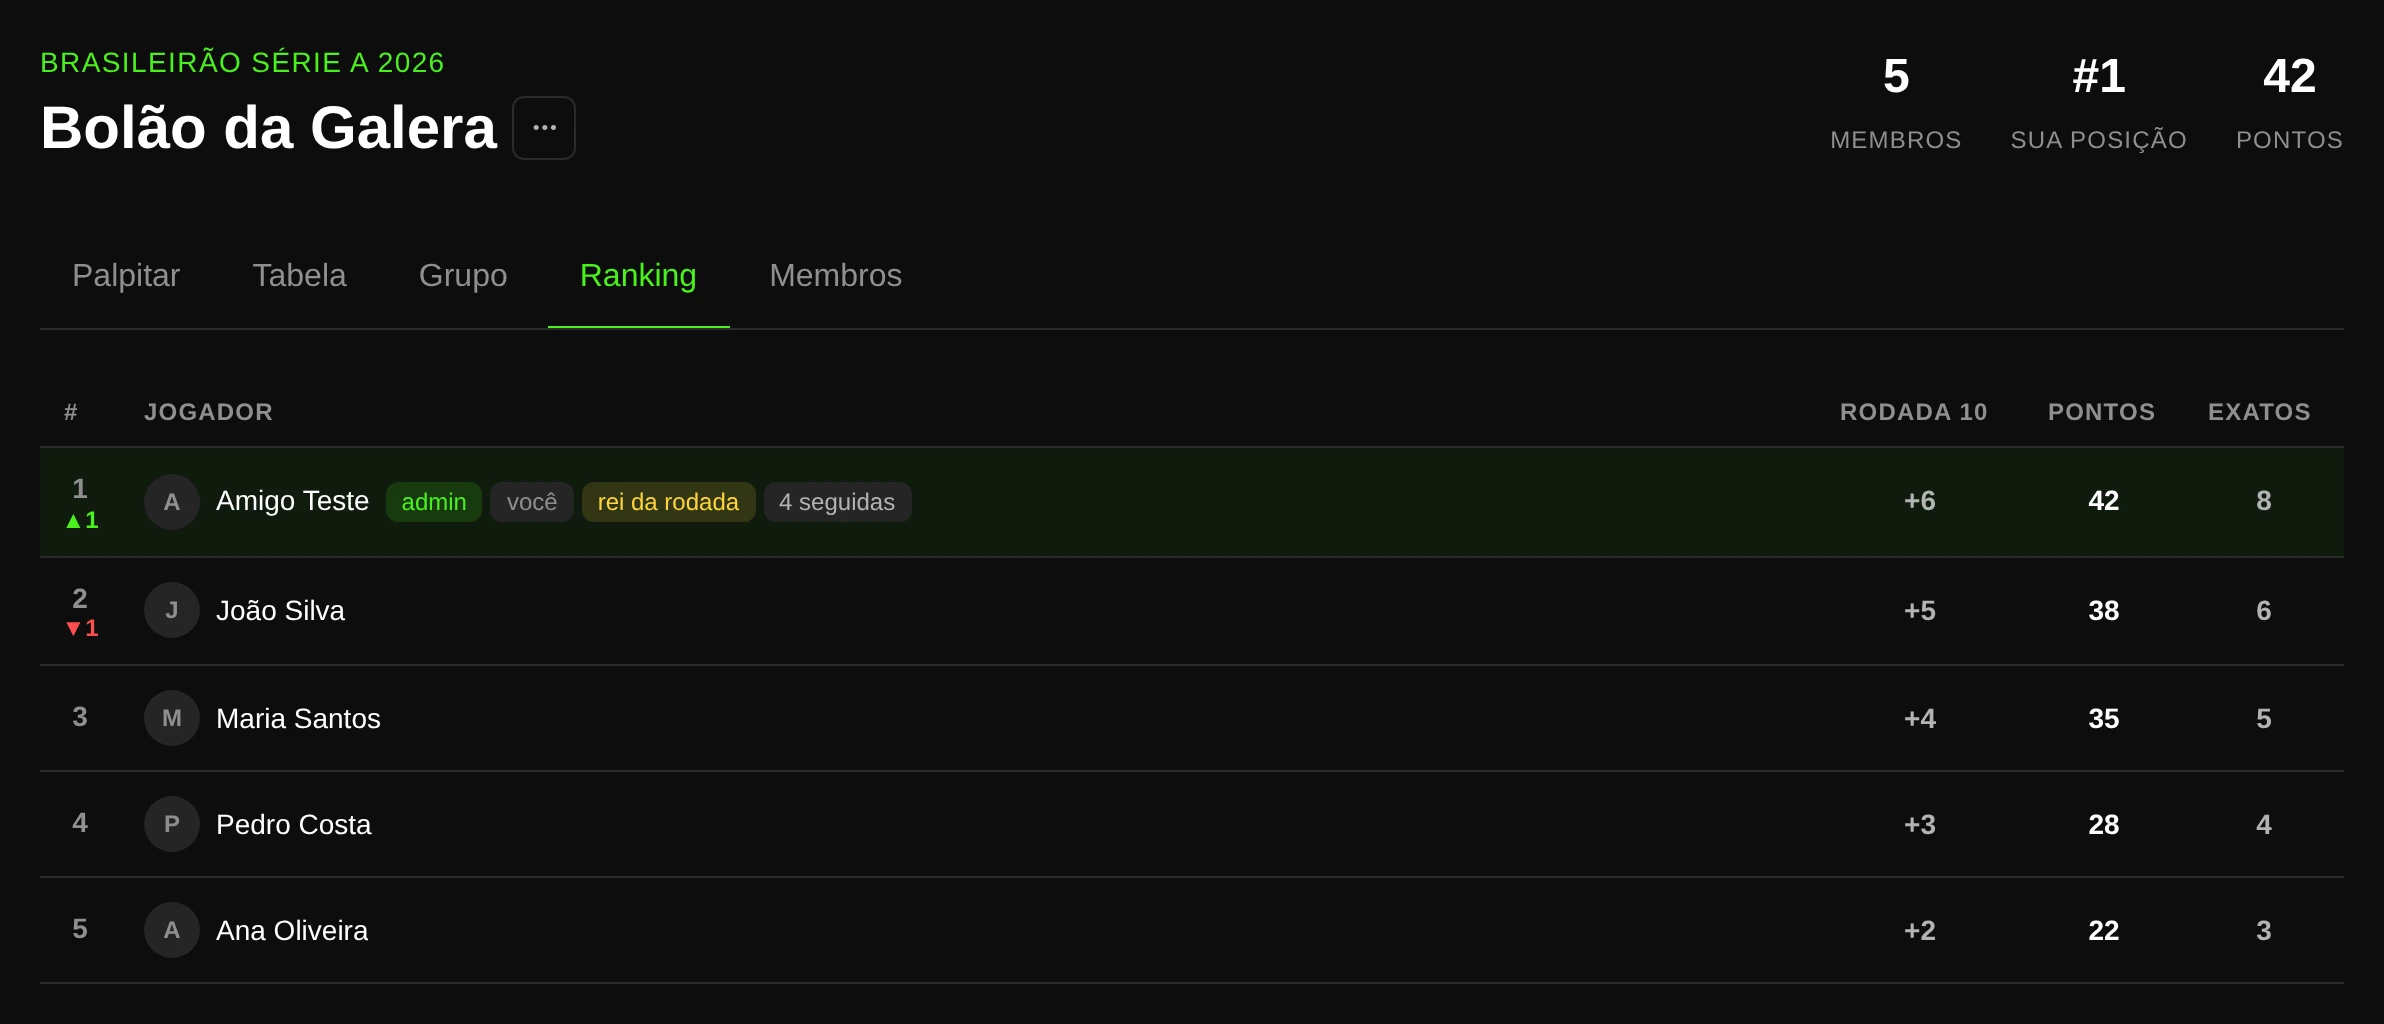 BRASILEIRÃO SÉRIE A 2026
Bolão da Galera ...
5 #1 42
MEMBROS SUA POSIÇÃO PONTOS
Palpitar Tabela Grupo Ranking Membros
# JOGADOR RODADA 10 PONTOS EXATOS
1 ▲1 A Amigo Teste admin você rei da rodada 4 seguidas +6 42 8
2 ▼1 J João Silva +5 38 6
3 M Maria Santos +4 35 5
4 P Pedro Costa +3 28 4
5 A Ana Oliveira +2 22 3